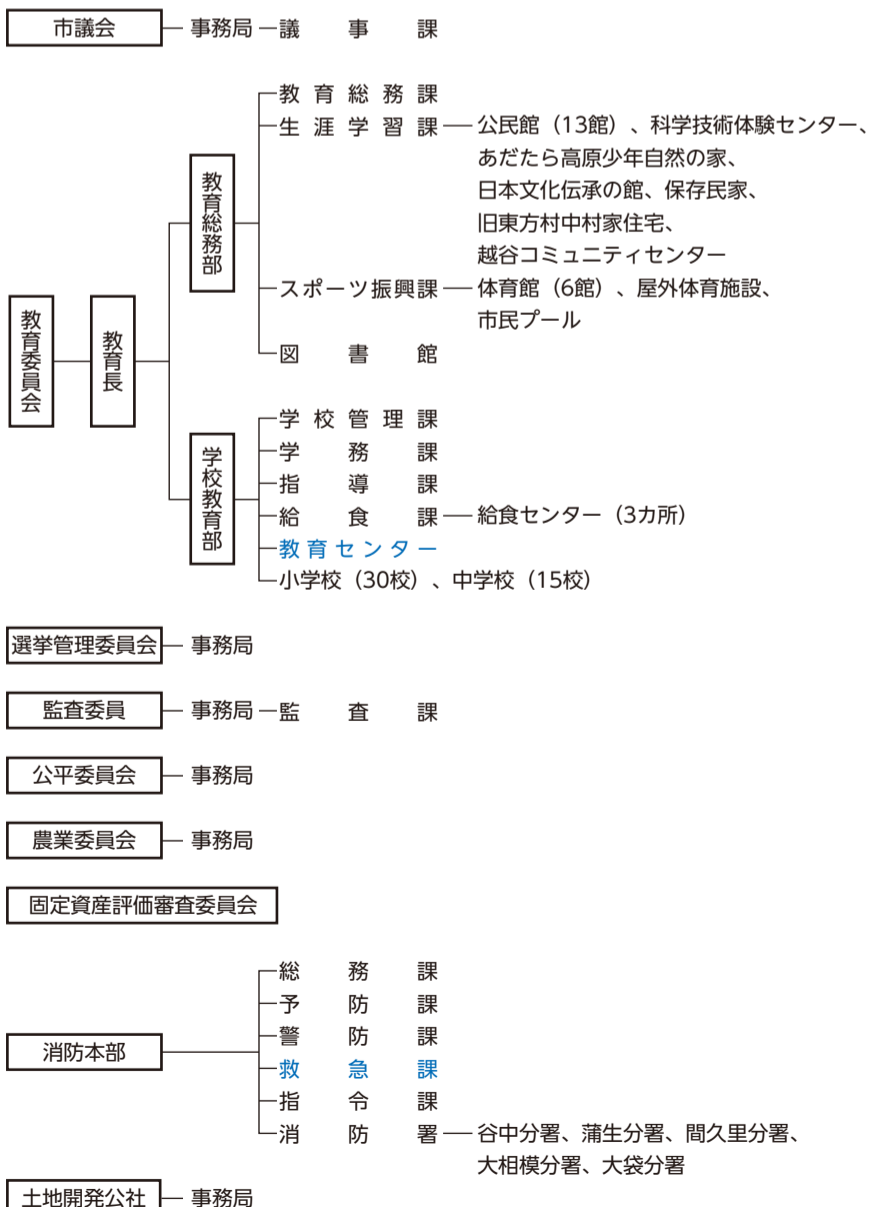 市議会 事務局 議事課
教育総務課
生涯学習課 公民館（13館）、科学技術体験センター、
あだたら高原少年自然の家、
日本文化伝承の館、保存民家、
旧東方村中村家住宅、
越谷コミュニティセンター
教育総務部
スポーツ振興課 体育館（6館）、屋外体育施設、
市民プール
図書館
教育委員会
教育長
学校管理課
学務課
指導課
給食課 給食センター（3カ所）
教育センター
小学校（30校）、中学校（15校）
学校教育部
選挙管理委員会 事務局
監査委員 事務局 監査課
公平委員会 事務局
農業委員会 事務局
固定資産評価審査委員会
総務課
予防課
警防課
消防本部
救急課
指令課
消防署 谷中分署、蒲生分署、間久里分署、
大相模分署、大袋分署
土地開発公社 事務局